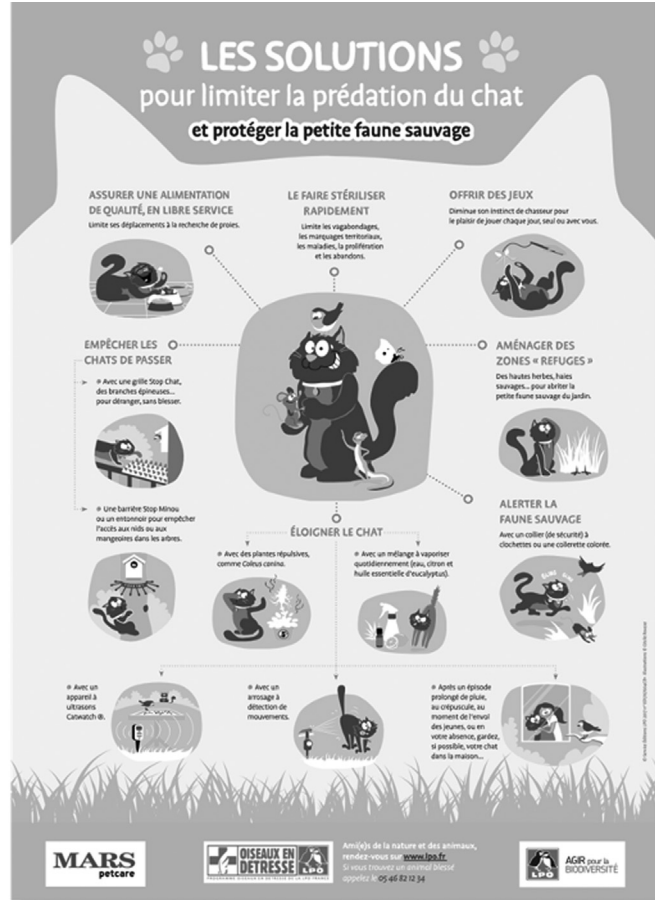 LES SOLUTIONS
pour limiter la prédation du chat
et protéger la petite faune sauvage
ASSURER UNE ALIMENTATION
DE QUALITÉ, EN LIBRE SERVICE
Limite ses déplacements à la recherche de proies.
LE FAIRE STÉRILISER
RAPIDEMENT
Limite les vagabondages,
les marquages territoriaux,
les maladies, la prolifération
et les abandons.
OFFRIR DES JEUX
Diminue son instinct de chasseur pour
le plaisir de jouer chaque jour, seul ou avec vous.
EMPÊCHER LES
CHATS DE PASSER
Avec une grille Stop Chat,
des branches épineuses...
pour déranger, sans blesser.
Une barrière Stop Minou
ou un entonnoir pour empêcher
l'accès aux nids ou aux
mangeoires dans les arbres.
AMÉNAGER DES
ZONES « REFUGES »
Des hautes herbes, haies
sauvages... pour abriter la
petite faune sauvage du jardin.
ALERTER LA
FAUNE SAUVAGE
Avec un collier (de sécurité) à
clochettes ou une collerette colorée.
ÉLOIGNER LE CHAT
Avec des plantes répulsives,
comme Coleus canina.
Avec un mélange à vaporiser
quotidiennement (eau, citron et
huile essentielle d'eucalyptus).
Avec un
appareil à
ultrasons
Catwatch ®.
Avec un
arrosage à
détection de
mouvements.
Après un épisode
prolongé de pluie,
au crépuscule, au
moment de l'envol
des jeunes, ou en
votre absence, gardez,
si possible, votre chat
dans la maison...
MARS
petcare
OISEAUX EN
DÉTRESSE
LPO
PROGRAMME OISEAUX EN DÉTRESSE DE LA LPO FRANCE
Ami(e)s de la nature et des animaux,
rendez-vous sur www.lpo.fr
Si vous trouvez un animal blessé
appelez le 05 46 82 12 34
LPO
AGIR pour la
BIODIVERSITÉ